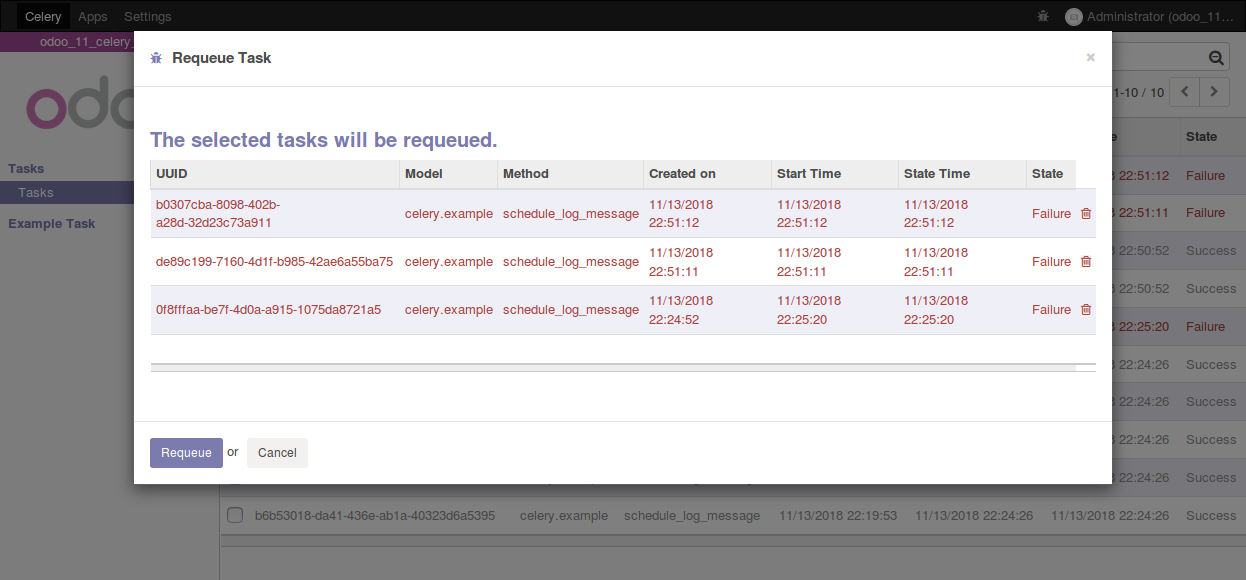 Celery Apps Settings Administrator (odoo_11...
odoo_11_celery_
Requeue Task ×
1-10 / 10
odo
The selected tasks will be requeued.
State
Tasks
Tasks
Example Task
UUID Model Method Created on Start Time State Time State
b0307cba-8098-402b-
a28d-32d23c73a911 celery.example schedule_log_message 11/13/2018 22:51:12 11/13/2018 22:51:12 11/13/2018 22:51:12 Failure
de89c199-7160-4d1f-b985-42ae6a55ba75 celery.example schedule_log_message 11/13/2018 22:51:11 11/13/2018 22:51:11 11/13/2018 22:51:11 Failure
0f8fffaa-be7f-4d0a-a915-1075da8721a5 celery.example schedule_log_message 11/13/2018 22:24:52 11/13/2018 22:25:20 11/13/2018 22:25:20 Failure
22:51:12 Failure
22:51:11 Failure
22:50:52 Success
22:50:52 Success
22:25:20 Failure
22:24:26 Success
22:24:26 Success
22:24:26 Success
22:24:26 Success
Requeue or Cancel
b6b53018-da41-436e-ab1a-40323d6a5395 celery.example schedule_log_message 11/13/2018 22:19:53 11/13/2018 22:24:26 11/13/2018 22:24:26 Success